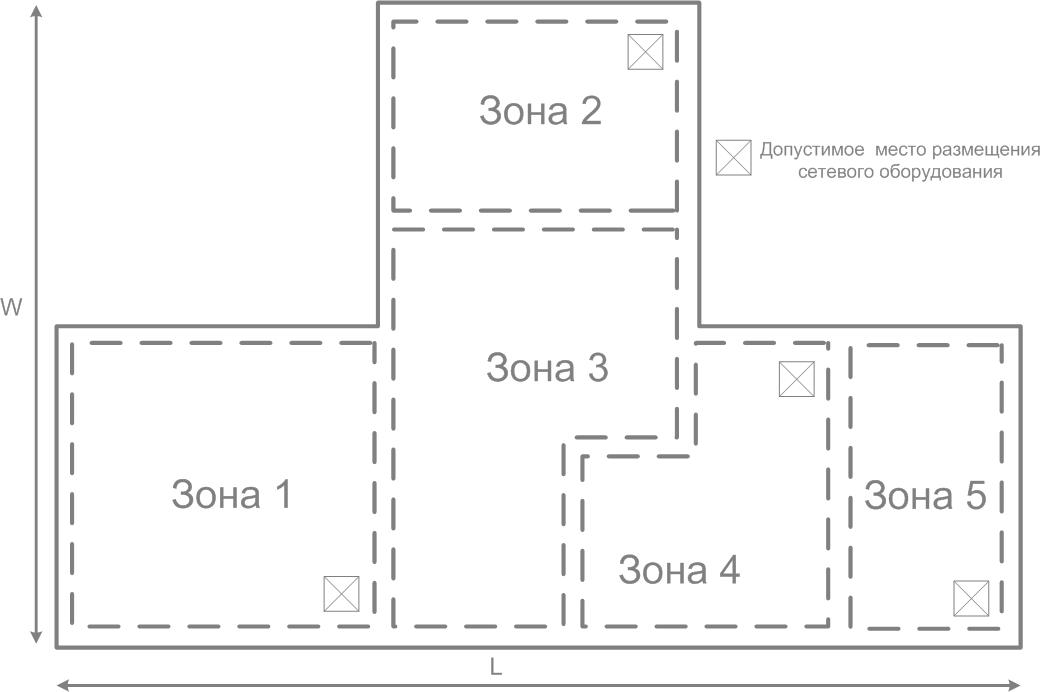 Зона 2
Допустимое место размещения
сетевого оборудования
W
Зона 3
Зона 1
Зона 5
Зона 4
L